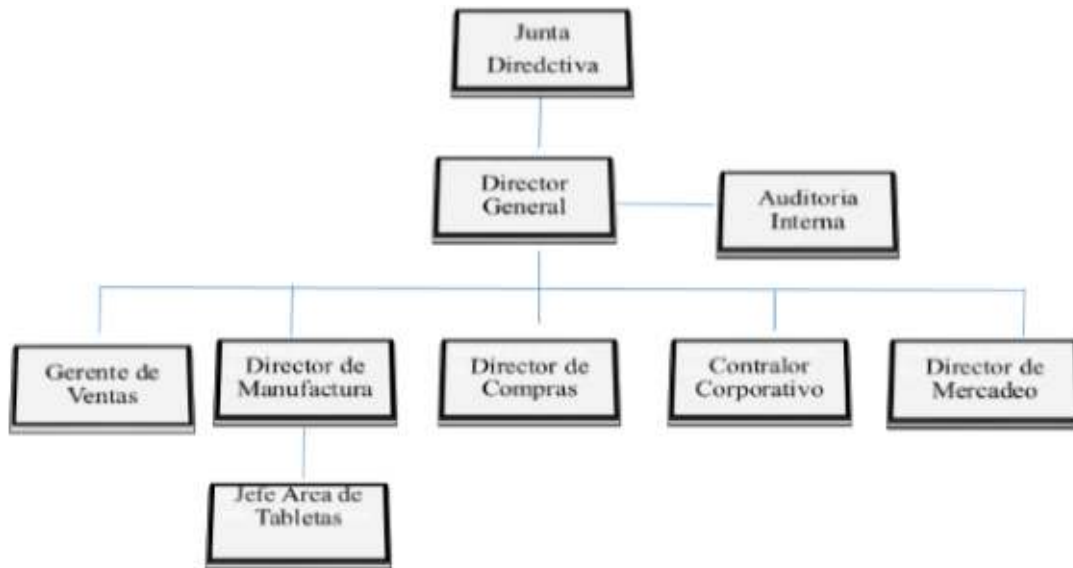 Junta
Diredctiva
Director
General
Auditoria
Interna
Gerente de
Ventas
Director de
Manufactura
Director de
Compras
Contralor
Corporativo
Director de
Mercadeo
Jefe Area de
Tabletas